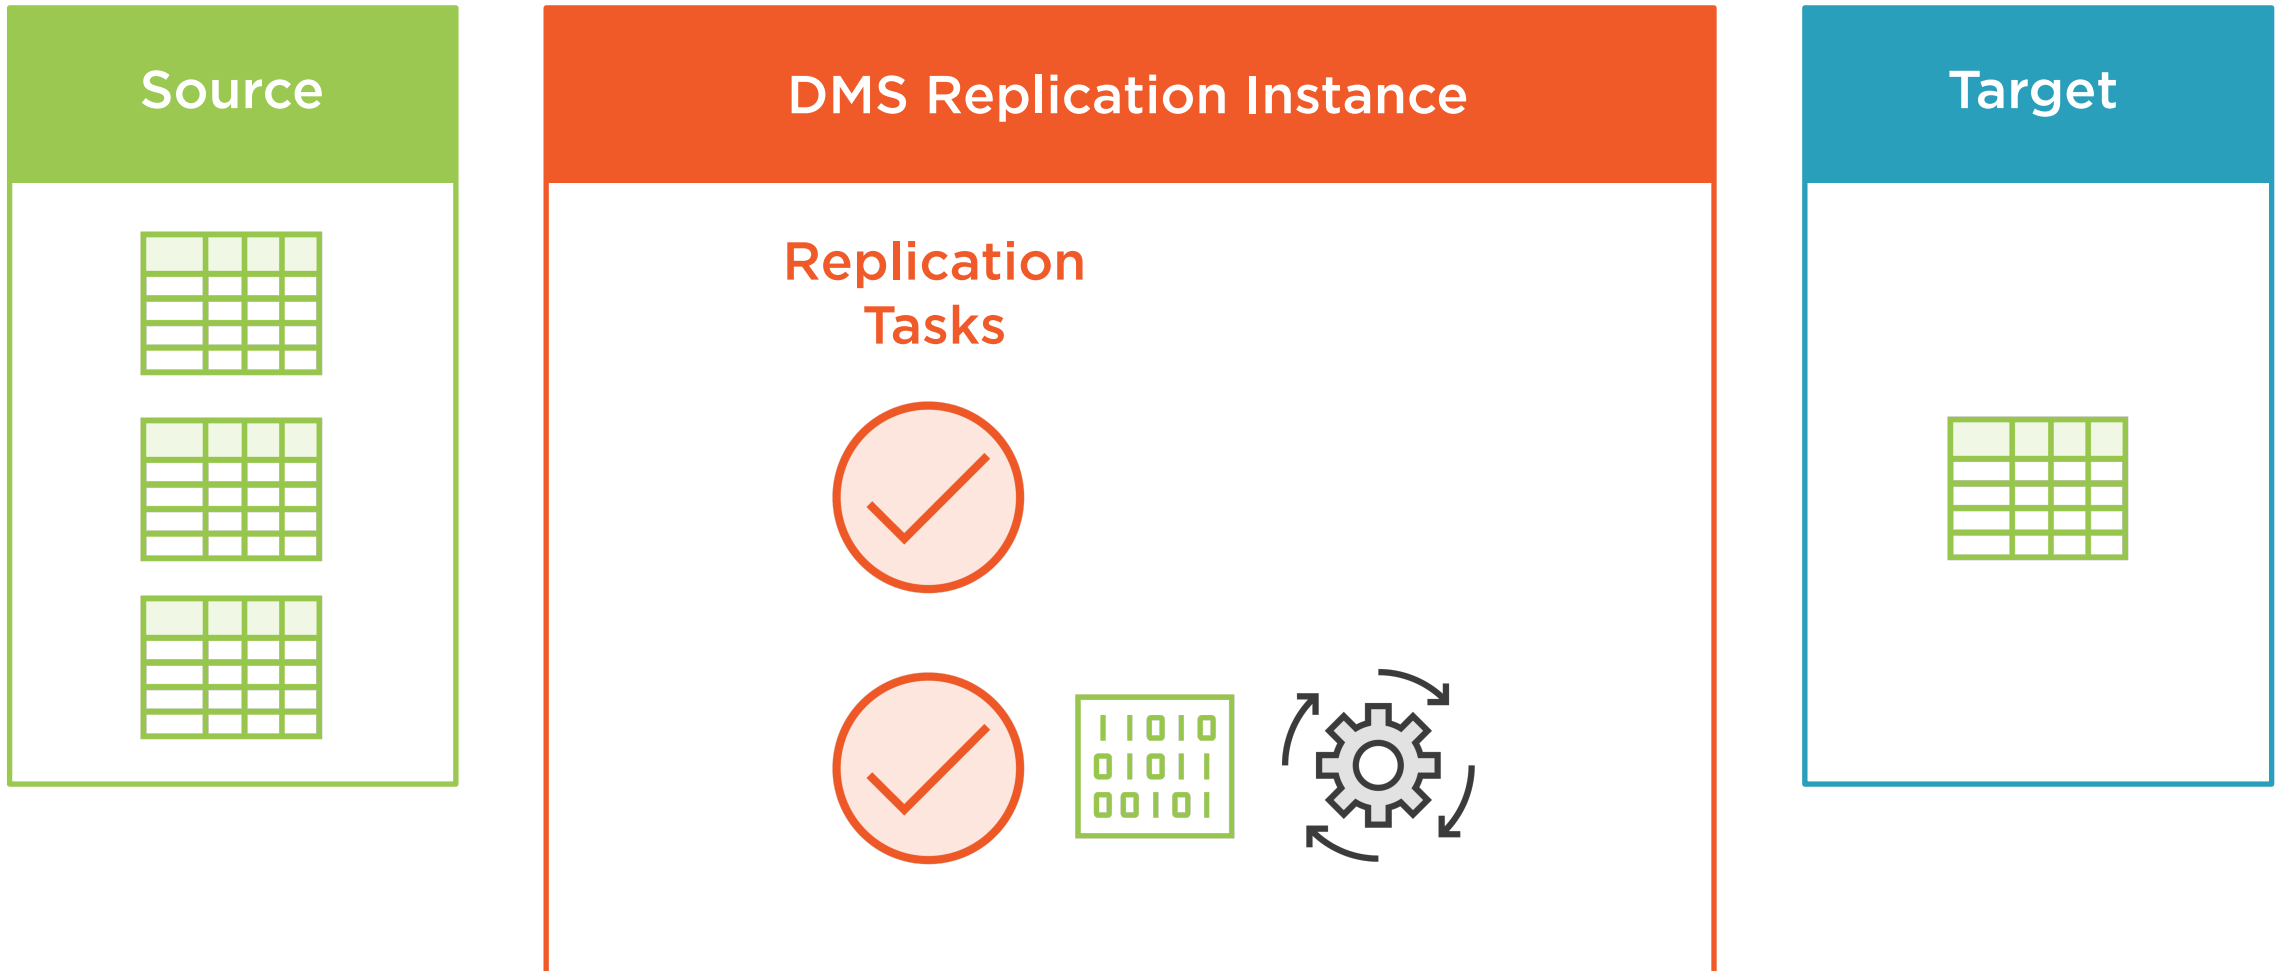 Source
DMS Replication Instance
Target
Replication
Tasks
11010
01011
00101